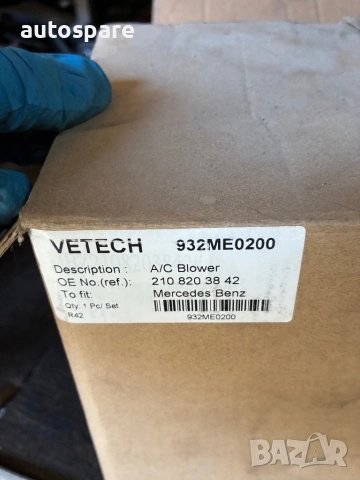 autospare
VETECH 932ME0200
Description : A/C Blower
OE No.(ref.): 210 820 38 42
To fit: Mercedes Benz
Qty: 1 Pc/ Set
R42
932ME0200
BAZAR